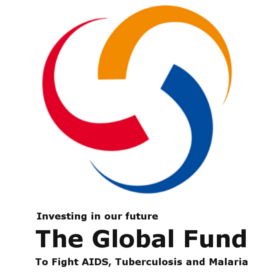 Investing in our future
The Global Fund
To Fight AIDS, Tuberculosis and Malaria